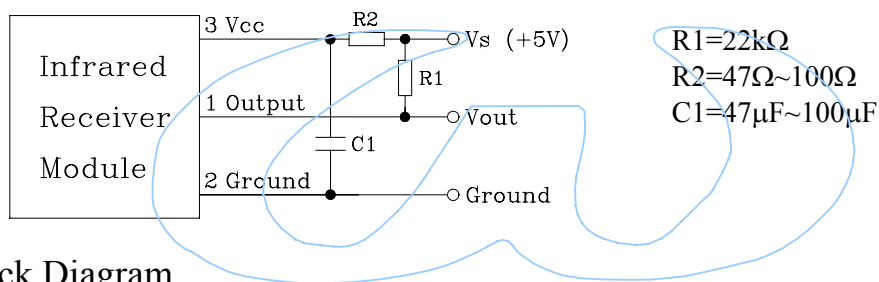 3 Vcc
R2
Vs (+5V)
R1
1 Output
Vout
C1
2 Ground
Ground
Infrared
Receiver
Module
R1=22kΩ
R2=47Ω~100Ω
C1=47μF~100μF
Diagram